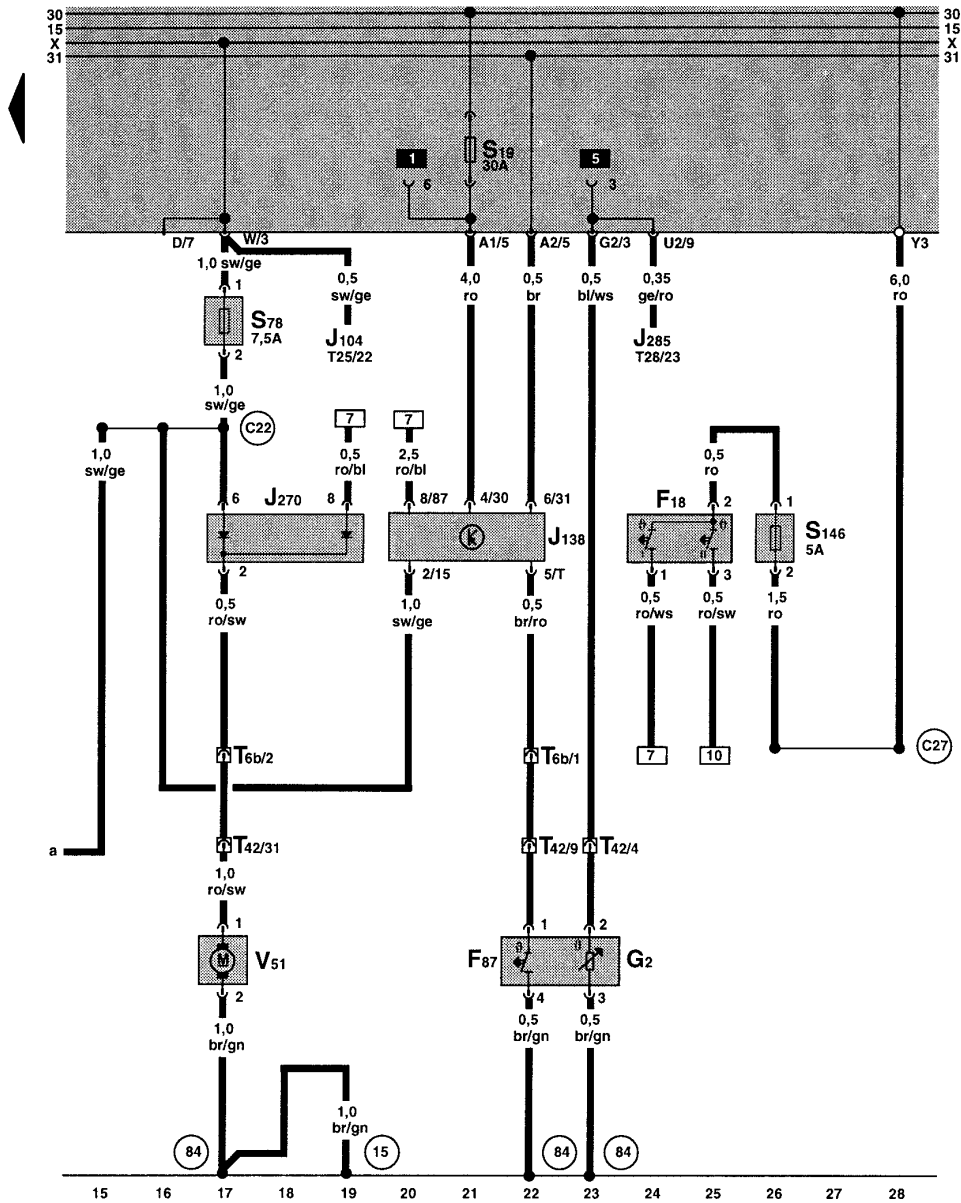 30 30
15 15
X X
31 31
1 S19 5
6 30A 3
D/7 W/3 A1/5 A2/5 G2/3 U2/9 Y3
1,0 sw/ge 0,5 4,0 0,5 0,5 0,35 6,0
sw/ge ro br bl/ws ge/ro ro
1
S78
7,5A
J104 J285
T25/22 T28/23
2
1,0
sw/ge
C22 7 7
1,0 0,5 2,5 0,5
sw/ge ro/bl ro/bl ro
6 J270 8 8/87 4/30 6/31 F18 2 1
J138 S146
5A
2 2/15 5/T 1 3 2
0,5 1,0 0,5 0,5 0,5 1,5
ro/sw sw/ge br/ro ro/ws ro/sw ro
T6b/2 T6b/1 7 10 C27
a T42/31 T42/9 T42/4
1,0
ro/sw
1 1 2
M V51 F87 G2
2 4 3
1,0 0,5 0,5
br/gn br/gn br/gn
1,0
br/gn
84 15 84 84
15 16 17 18 19 20 21 22 23 24 25 26 27 28